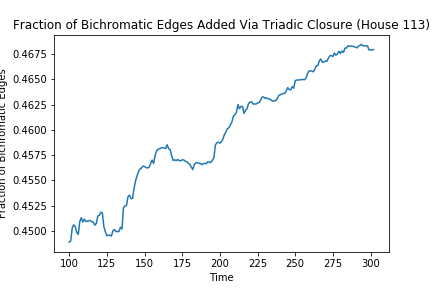 Fraction of Bichromatic Edges Added Via Triadic Closure (House 113)
Fraction of Bichromatic Edges
0.4675
0.4650
0.4625
0.4600
0.4575
0.4550
0.4525
0.4500
100 125 150 175 200 225 250 275 300
Time